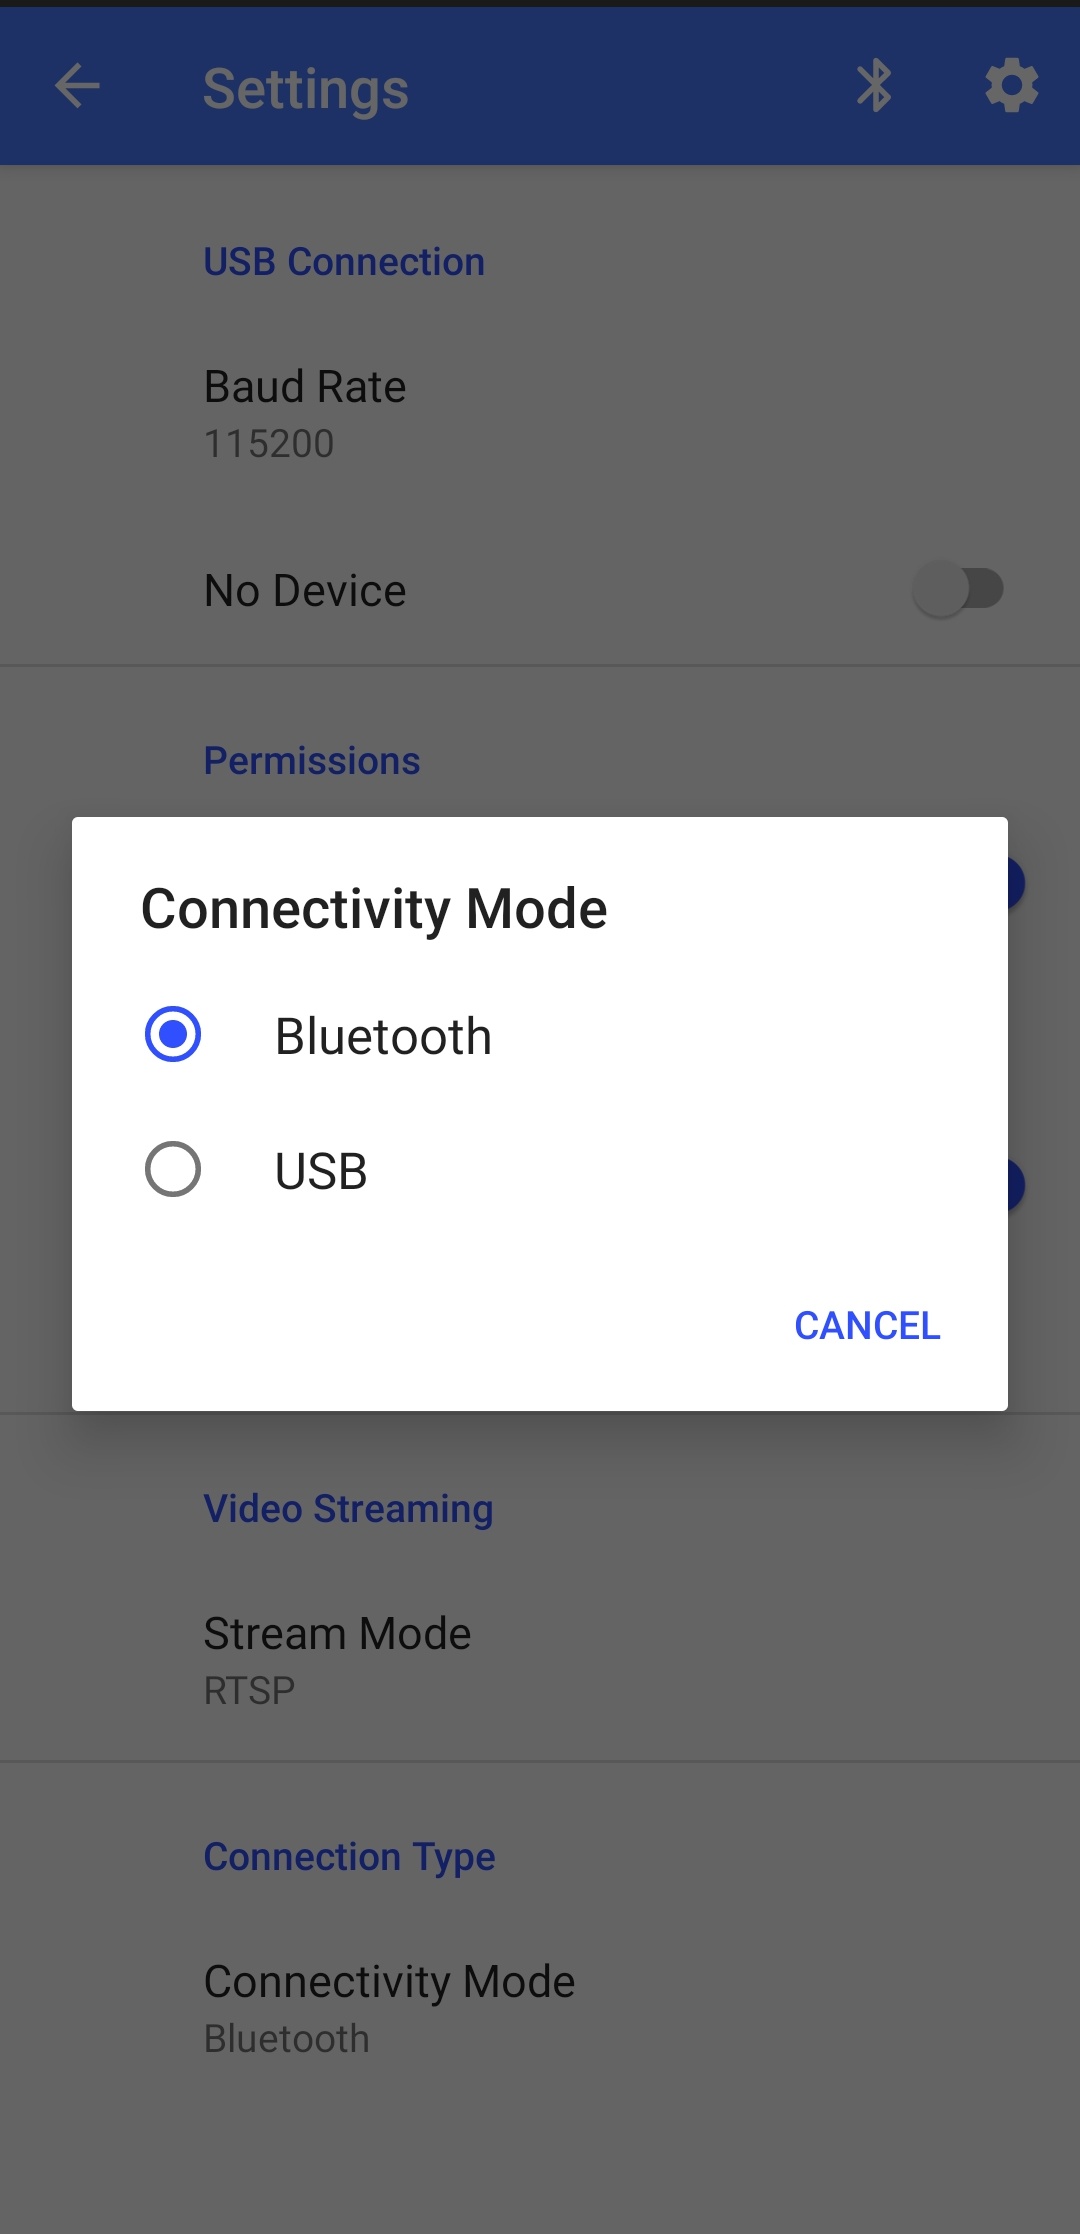 Settings
USB Connection
Baud Rate
115200
No Device
Permissions
Connectivity Mode
Bluetooth
USB
CANCEL
Video Streaming
Stream Mode
RTSP
Connection Type
Connectivity Mode
Bluetooth